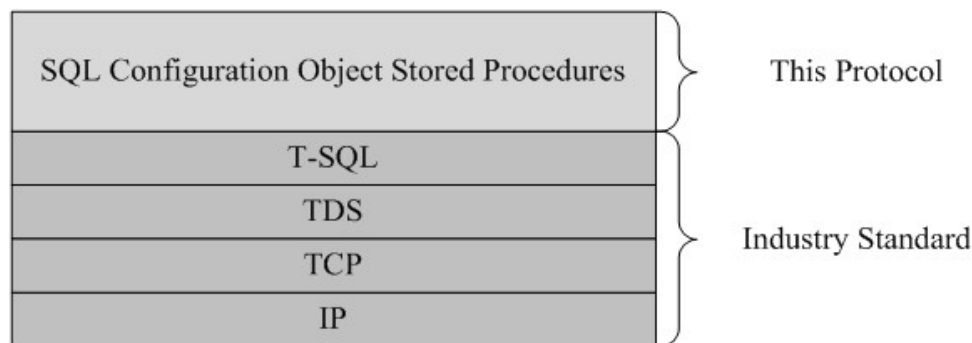 SQL Configuration Object Stored Procedures
This Protocol
T-SQL
TDS
TCP
IP
Industry Standard